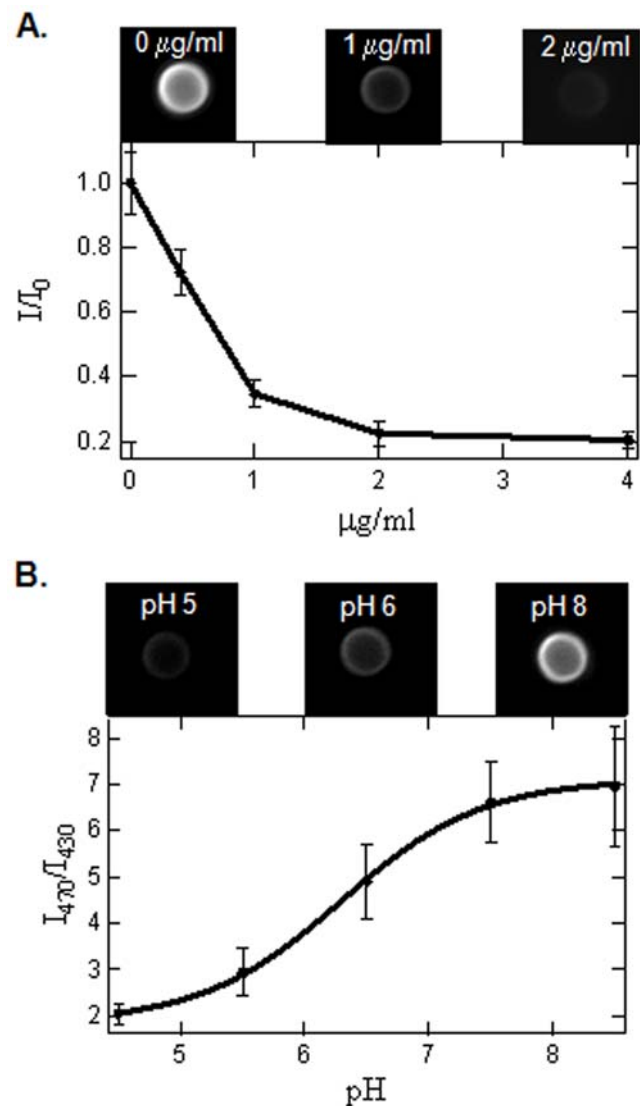 A.
0 µg/ml 1 µg/ml 2 µg/ml
1.0
0.8
0.6
0.4
0.2
I/I₀
0 1 2 3 4
µg/ml
B.
pH 5 pH 6 pH 8
8
7
6
5
4
3
2
I₄₇₀/I₄₃₀
5 6 7 8
pH